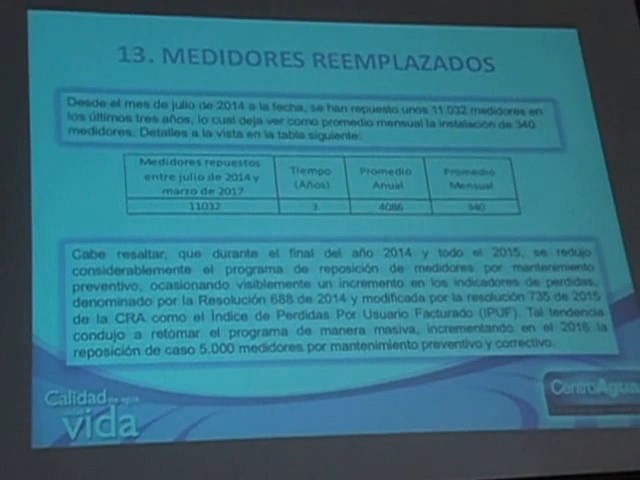 13. MEDIDORES REEMPLAZADOS
Desde el mes de julio de 2014 a la fecha, se han repuesto unos 11.032 medidores en
los últimos tres años, lo cual deja ver como promedio mensual la instalación de 340
medidores. Detalles a la vista en la tabla siguiente:
Medidores repuestos entre julio de 2014 y marzo de 2017
Tiempo (Años)
Promedio Anual
Promedio Mensual
11032 3 4086 340
Cabe resaltar, que durante el final del año 2014 y todo el 2015, se redujo
considerablemente el programa de reposición de medidores por mantenimiento
preventivo, ocasionando visiblemente un incremento en los indicadores de perdidas,
denominado por la Resolución 688 de 2014 y modificada por la resolución 735 de 2015
de la CRA como el Índice de Perdidas Por Usuario Facturado (IPUF). Tal tendencia
condujo a retomar el programa de manera masiva, incrementando en el 2016 la
reposición de caso 5.000 medidores por mantenimiento preventivo y correctivo.
Calidad de agua
vida
CentroAgua